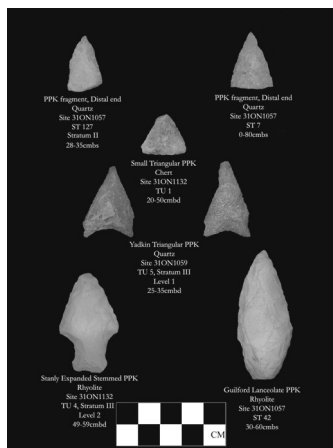 PPK fragment, Distal end
Quartz
Site 31ON1057
ST 127
Stratum II
28-35cmbs
PPK fragment, Distal end
Quartz
Site 31ON1057
ST 7
0-80cmbs
Small Triangular PPK
Chert
Site 31ON1132
TU 1
20-50cmbd
Yadkin Triangular PPK
Quartz
Site 31ON1059
TU 5, Stratum III
Level 1
25-35cmbd
Stanly Expanded Stemmed PPK
Rhyolite
Site 31ON1132
TU 4, Stratum III
Level 2
49-59cmbd
Guilford Lanceolate PPK
Rhyolite
Site 31ON1057
ST 42
30-60cmbs
CM